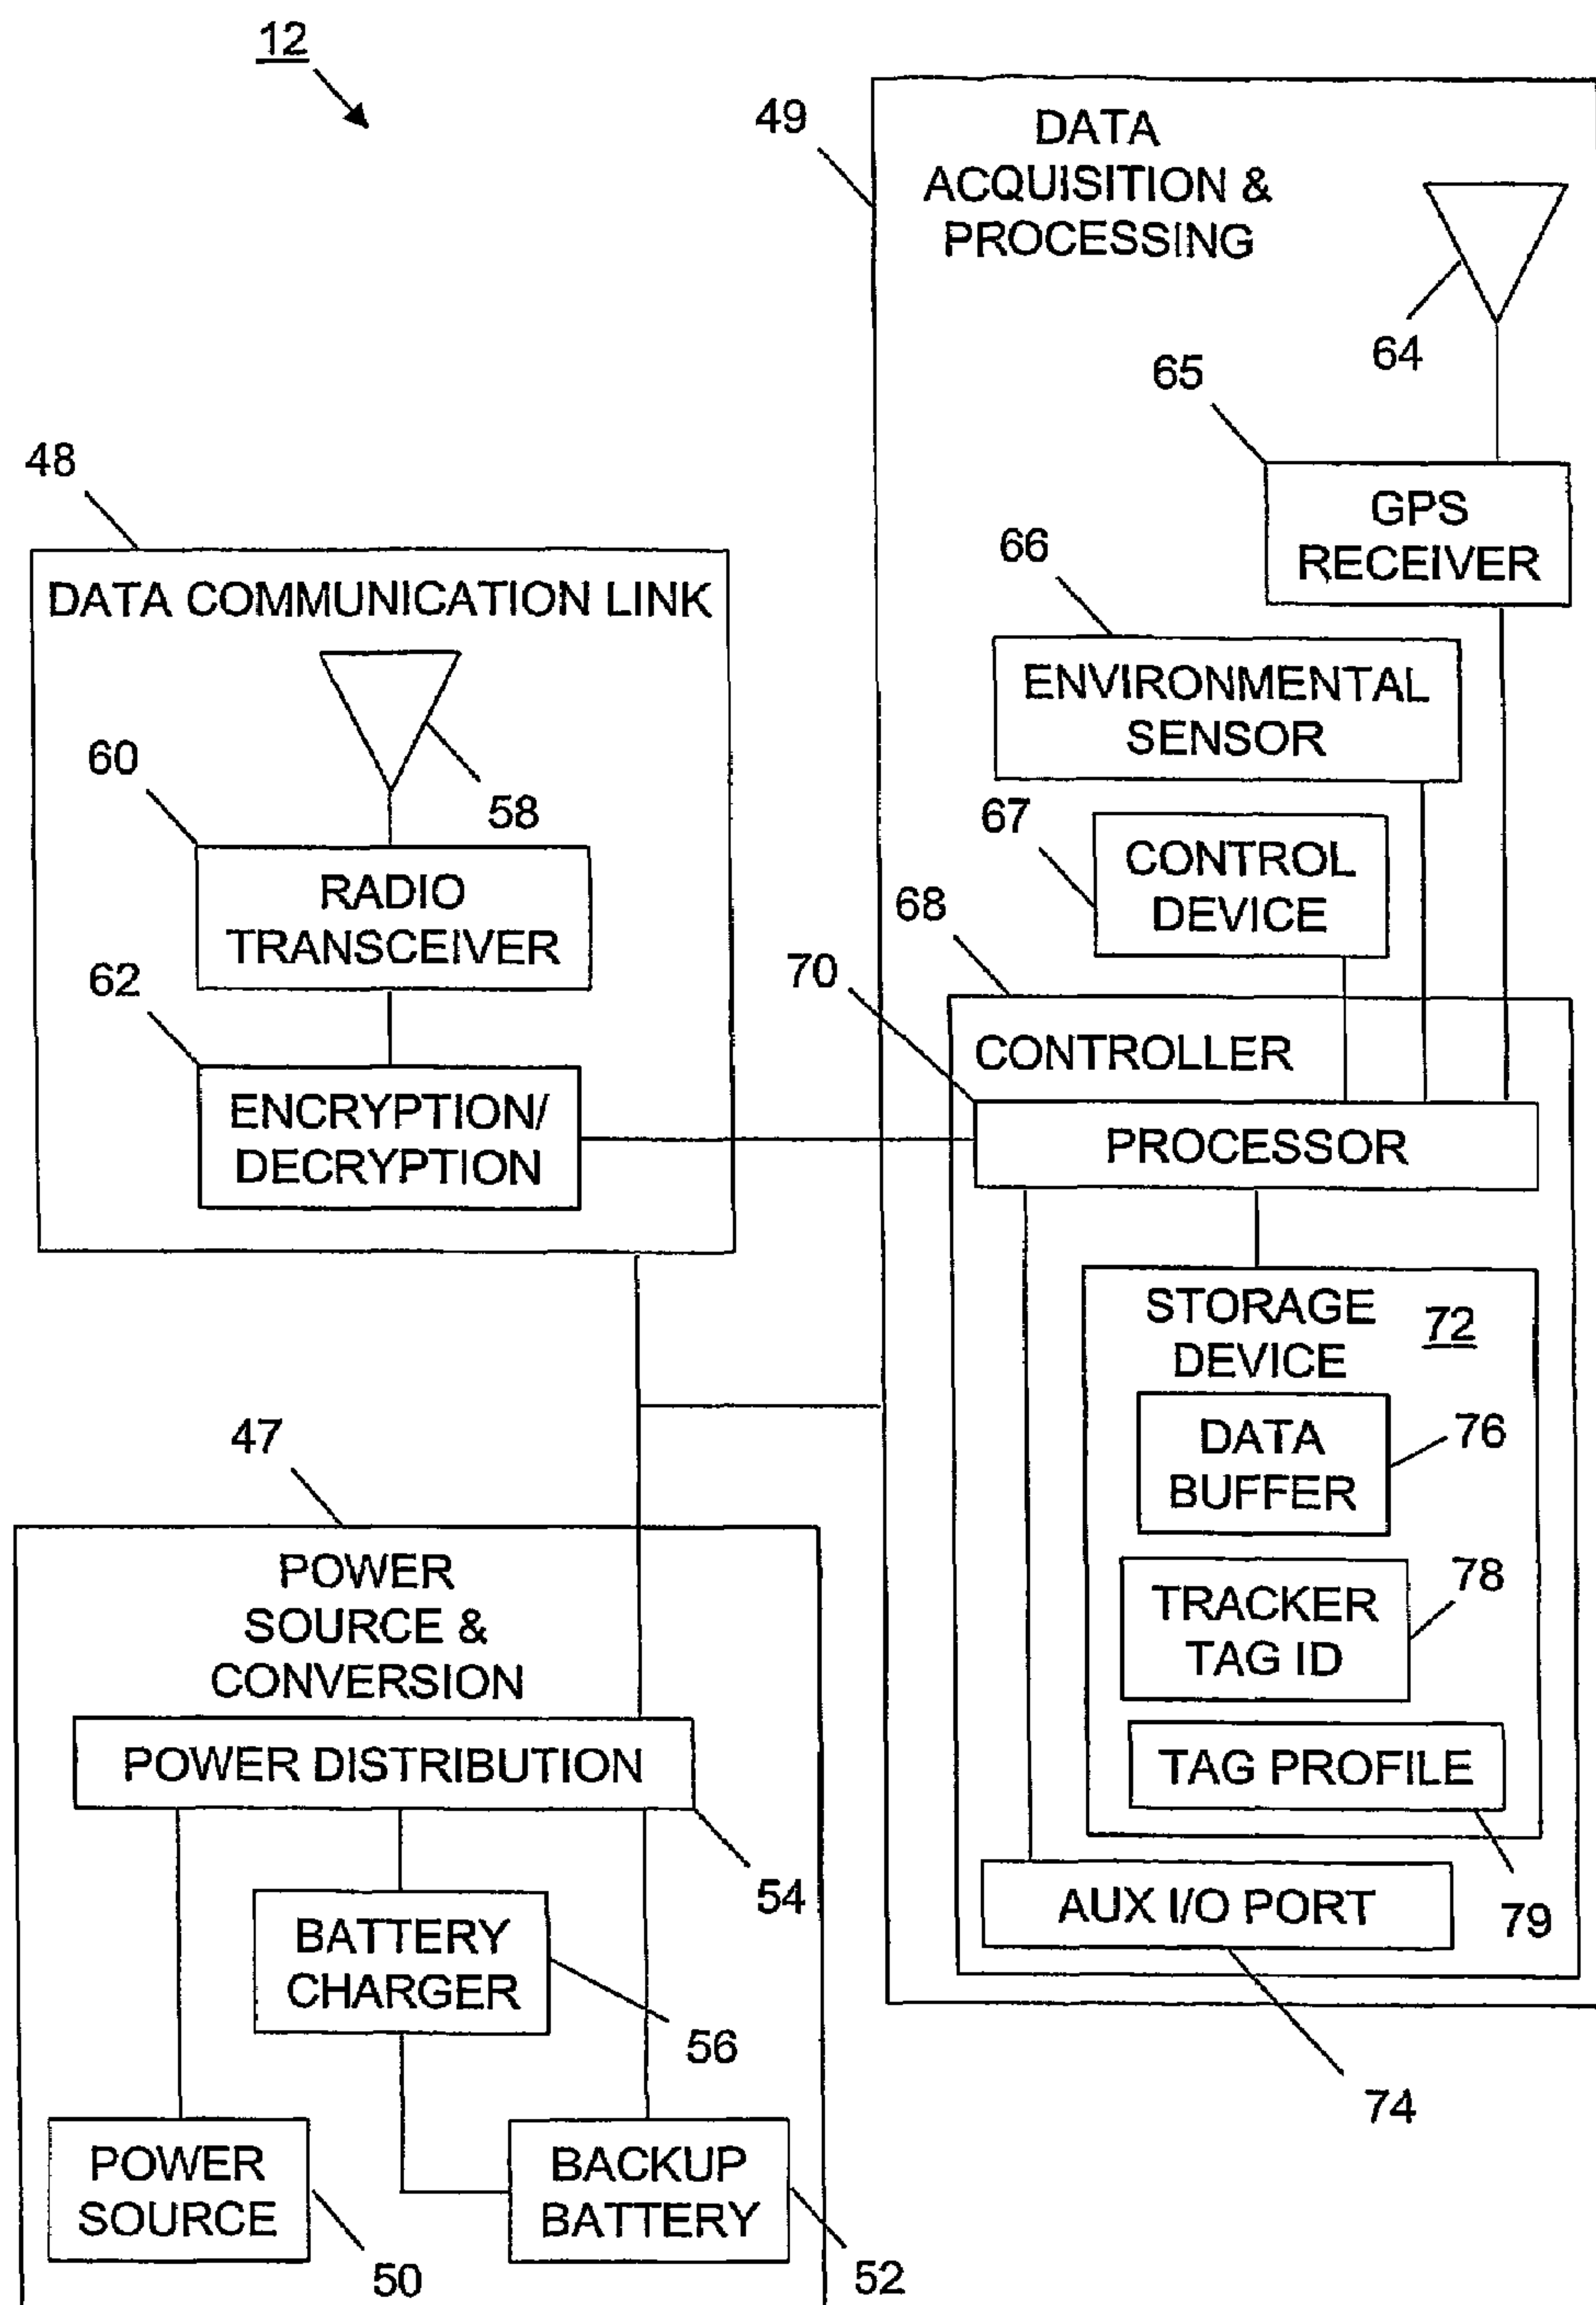 12
49
DATA
ACQUISITION &
PROCESSING
64
65
GPS
RECEIVER
48
DATA COMMUNICATION LINK
66
ENVIRONMENTAL
SENSOR
60
58
RADIO
TRANSCEIVER
67
CONTROL
DEVICE
68
62
ENCRYPTION/
DECRYPTION
70
CONTROLLER
PROCESSOR
STORAGE
DEVICE
72
DATA
BUFFER
76
TRACKER
TAG ID
78
TAG PROFILE
79
AUX I/O PORT
74
47
POWER
SOURCE &
CONVERSION
POWER DISTRIBUTION
54
BATTERY
CHARGER
56
POWER
SOURCE
50
BACKUP
BATTERY
52